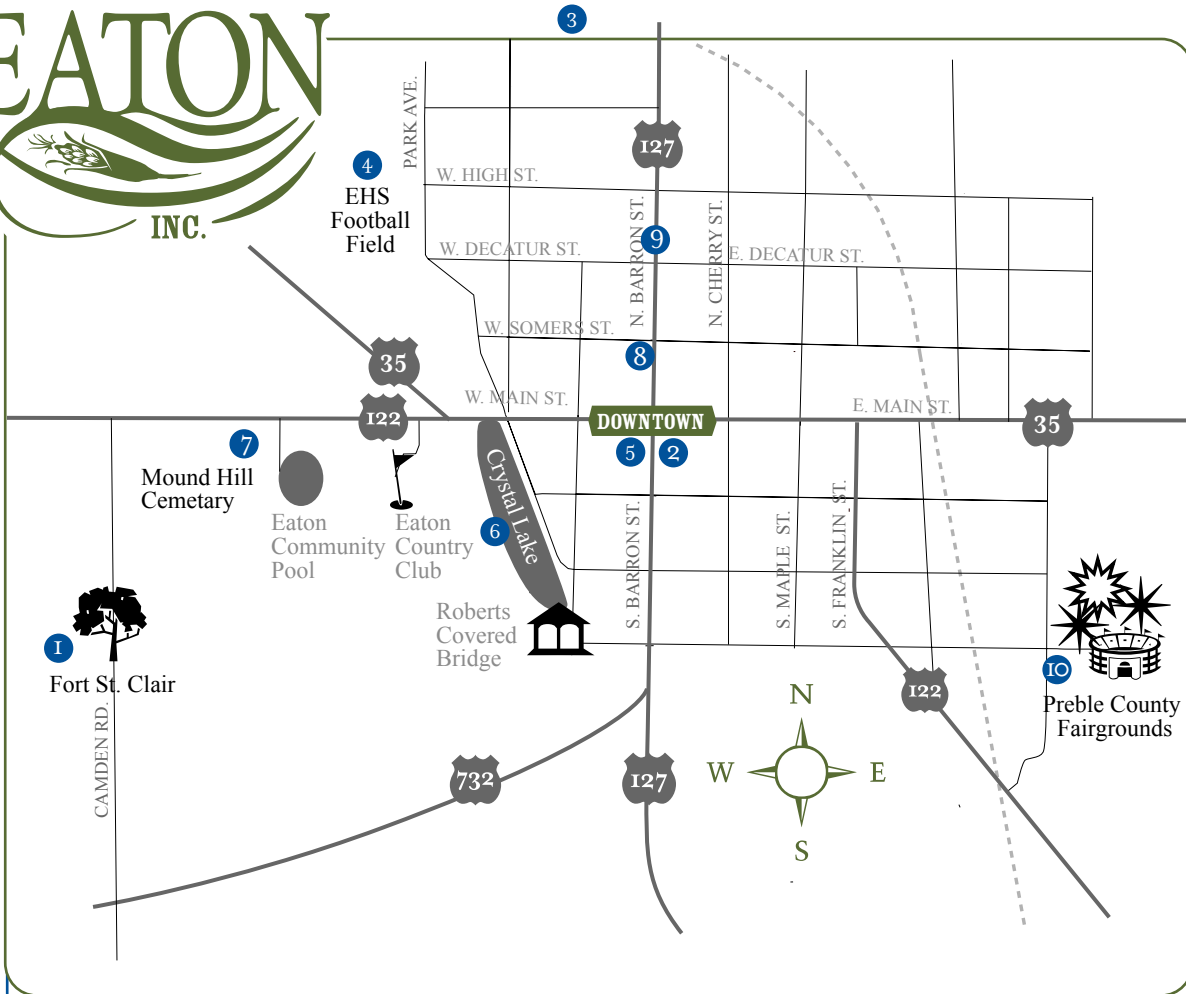 EATON
INC.
3
PARK AVE.
127
4
EHS
Football
Field
W. HIGH ST.
N. BARRON ST.
9
N. CHERRY ST.
W. DECATUR ST.
E. DECATUR ST.
W. SOMERS ST.
8
35
W. MAIN ST.
E. MAIN ST.
122
DOWNTOWN
35
7
Mound Hill
Cemetary
5
2
Eaton
Community
Pool
Eaton
Country
Club
Crystal Lake
6
S. BARRON ST.
S. MAPLE ST.
S. FRANKLIN ST.
Roberts
Covered
Bridge
1
Fort St. Clair
CAMDEN RD.
10
Preble County
Fairgrounds
122
732
127
N
W
E
S